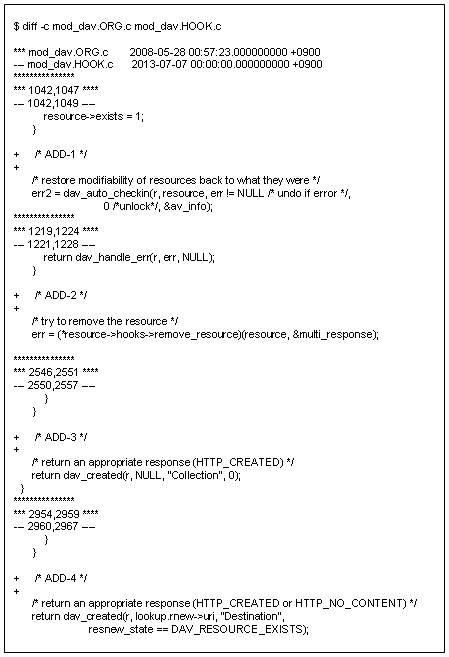 $ diff -c mod_dav.ORG.c mod_dav.HOOK.c
*** mod_dav.ORG.c 2008-05-28 00:57:23.000000000 +0900
--- mod_dav.HOOK.c 2013-07-07 00:00:00.000000000 +0900
***************
*** 1042,1047 ****
--- 1042,1049 ----
resource->exists = 1;
}
+ /* ADD-1 */
+
/* restore modifiability of resources back to what they were */
err2 = dav_auto_checkin(r, resource, err != NULL /* undo if error */,
0 /*unlock*/, &av_info);
***************
*** 1219,1224 ****
--- 1221,1228 ----
return dav_handle_err(r, err, NULL);
}
+ /* ADD-2 */
+
/* try to remove the resource */
err = (*resource->hooks->remove_resource)(resource, &multi_response);
***************
*** 2546,2551 ****
--- 2550,2557 ----
}
}
+ /* ADD-3 */
+
/* return an appropriate response (HTTP_CREATED) */
return dav_created(r, NULL, "Collection", 0);
}
***************
*** 2954,2959 ****
--- 2960,2967 ----
}
}
+ /* ADD-4 */
+
/* return an appropriate response (HTTP_CREATED or HTTP_NO_CONTENT) */
return dav_created(r, lookup.rnew->uri, "Destination",
resnew_state == DAV_RESOURCE_EXISTS);